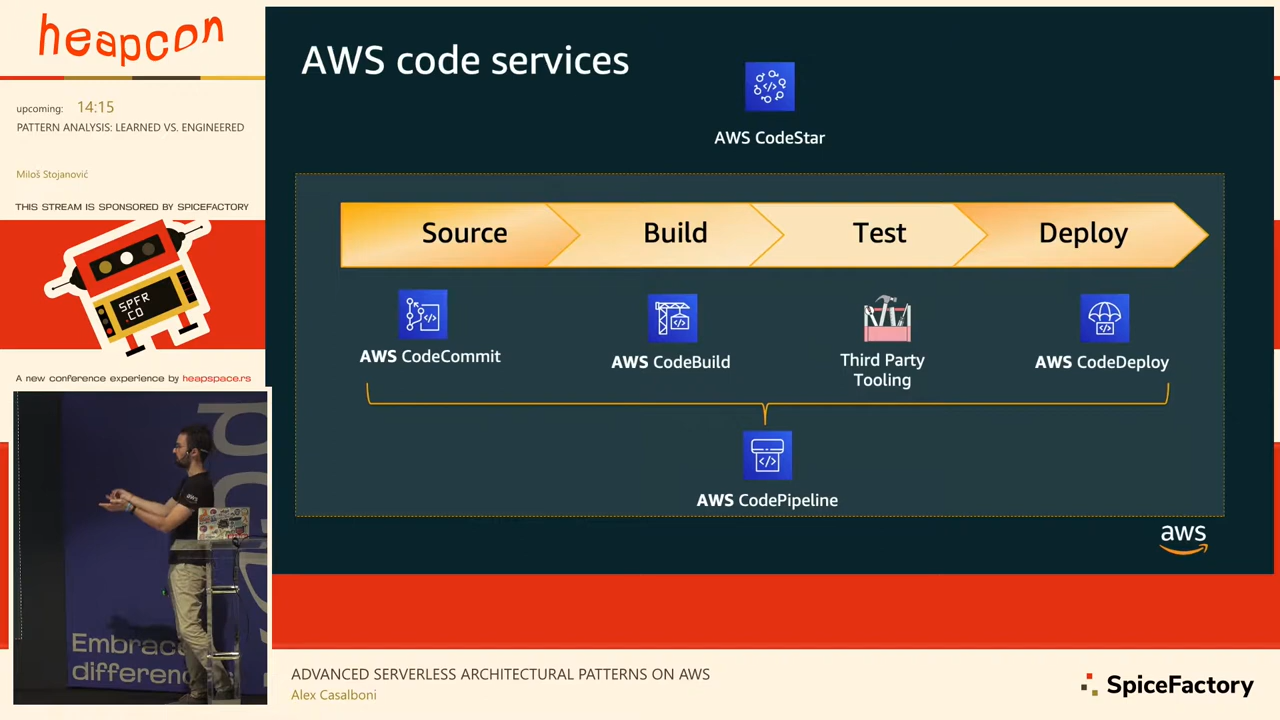 heapcon
upcoming: 14:15
PATTERN ANALYSIS: LEARNED VS. ENGINEERED
Miloš Stojanović
THIS STREAM IS SPONSORED BY SPICEFACTORY
SPFR
.CO
A new conference experience by heapspace.rs
AWS code services
AWS CodeStar
Source
Build
Test
Deploy
AWS CodeCommit
AWS CodeBuild
Third Party
Tooling
AWS CodeDeploy
AWS CodePipeline
aws
Embrace
differen
ADVANCED SERVERLESS ARCHITECTURAL PATTERNS ON AWS
Alex Casalboni
SpiceFactory